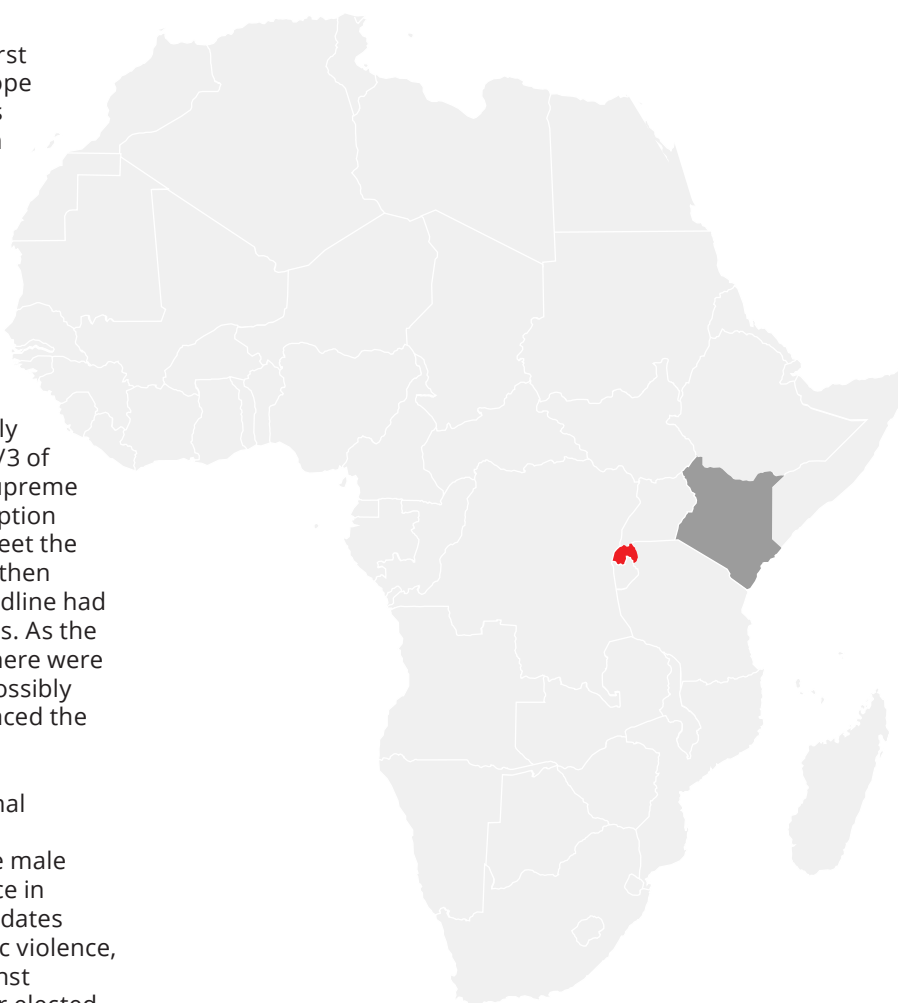 rst
ope
s
ly
/3 of
upreme
ption
eet the
then
dline had
s. As the
here were
ossibly
nced the
nal
e male
ce in
dates
c violence,
nst
r elected